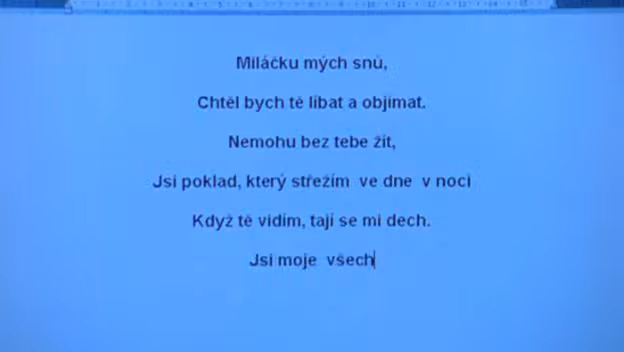 Miláčku mých snů,
Chtěl bych tě líbat a objímat.
Nemohu bez tebe žít,
Jsi poklad, který střežím ve dne v noci
Když tě vidím, tají se mi dech.
Jsi moje všech